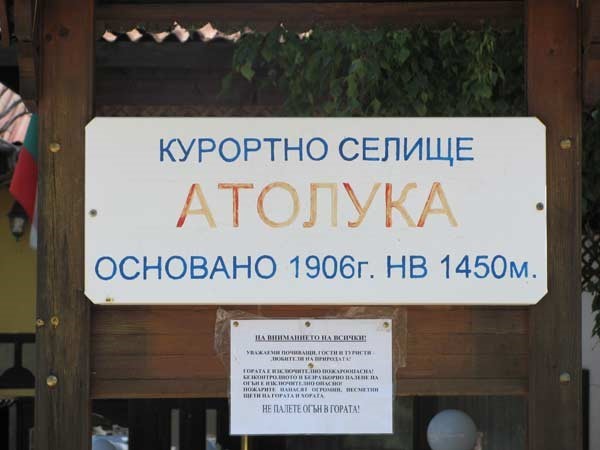 КУРОРТНО СЕЛИЩЕ
АТОЛУКА
ОСНОВАНО 1906г. НВ 1450м.
НА ВНИМАНИЕТО НА ВСИЧКИ!
УВАЖАЕМИ ПОЧИВАЩИ, ГОСТИ И ТУРИСТИ -
ЛЮБИТЕЛИ НА ПРИРОДАТА!
ГОРАТА Е ИЗКЛЮЧИТЕЛНО ПОЖАРООПАСНА!
БЕЗКОНТРОЛНОТО И БЕЗРАЗБОРНО ПАЛЕНЕ НА
ОГЪН Е ИЗКЛЮЧИТЕЛНО ОПАСНО!
ПОЖАРИТЕ НАНАСЯТ ОГРОМНИ, НЕСМЕТНИ
ЩЕТИ НА ГОРАТА И ХОРАТА.
НЕ ПАЛЕТЕ ОГЪН В ГОРАТА!